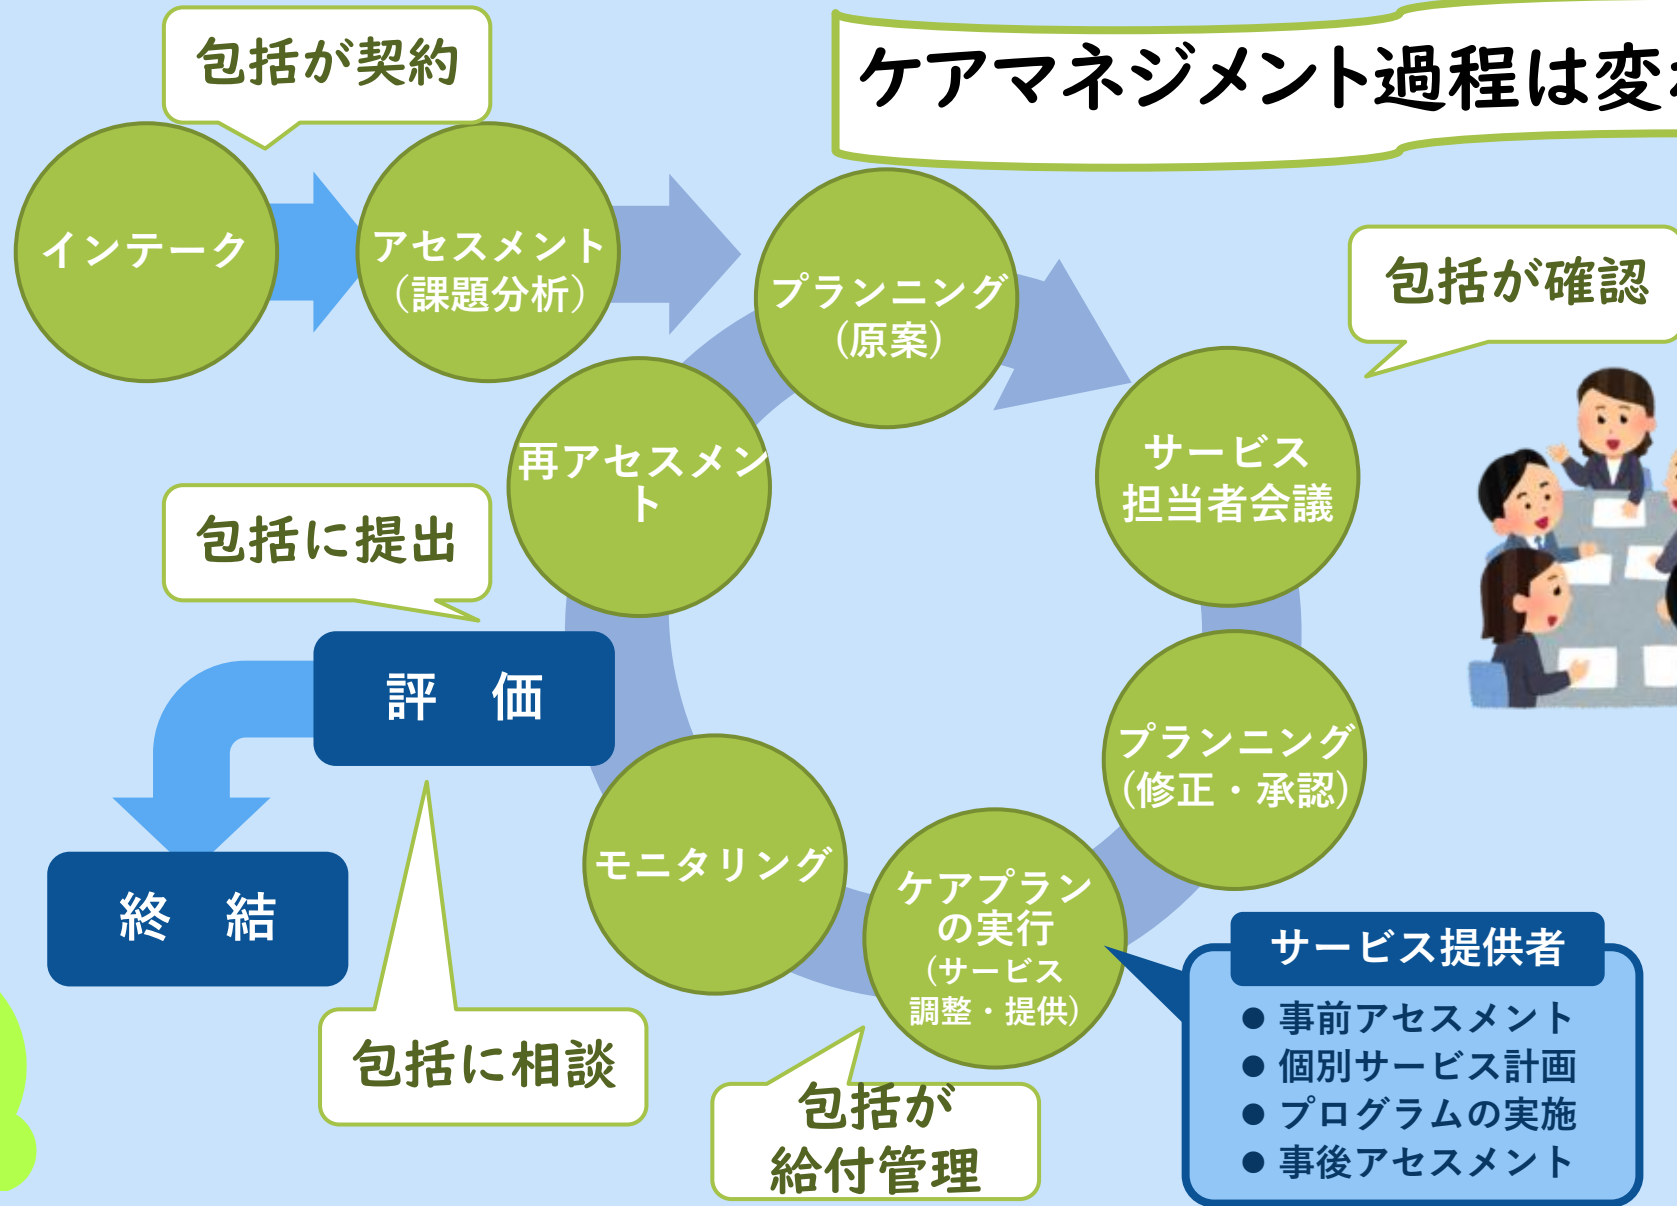 包括が契約
ケアマネジメント過程は変
インテーク
アセスメント
（課題分析）
プランニング
（原案）
包括が確認
サービス
担当者会議
再アセスメン
ト
包括に提出
評　価
プランニング
（修正・承認）
モニタリング
ケアプラン
の実行
（サービス
調整・提供）
終　結
サービス提供者
● 事前アセスメント
● 個別サービス計画
● プログラムの実施
● 事後アセスメント
包括に相談
包括が
給付管理